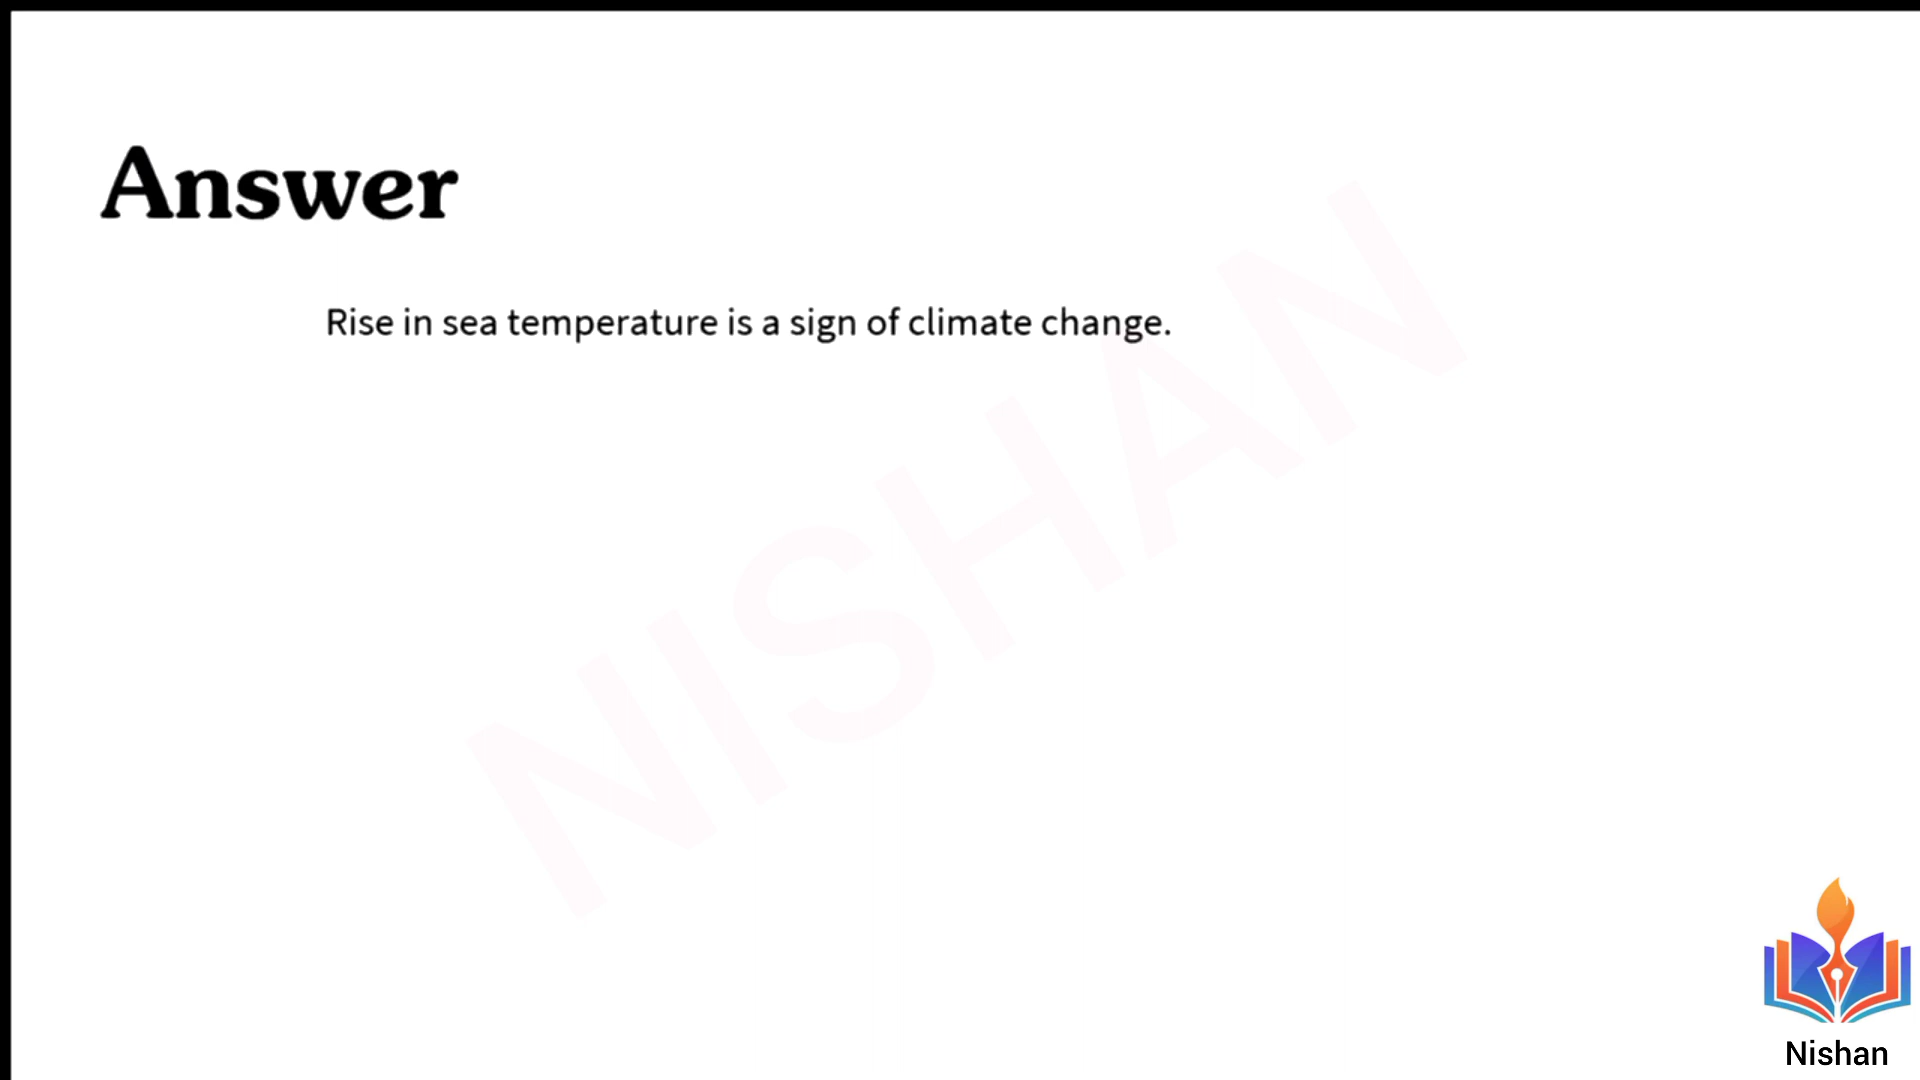 Answer
Rise in sea temperature is a sign of climate change.
NISHAN
Nishan